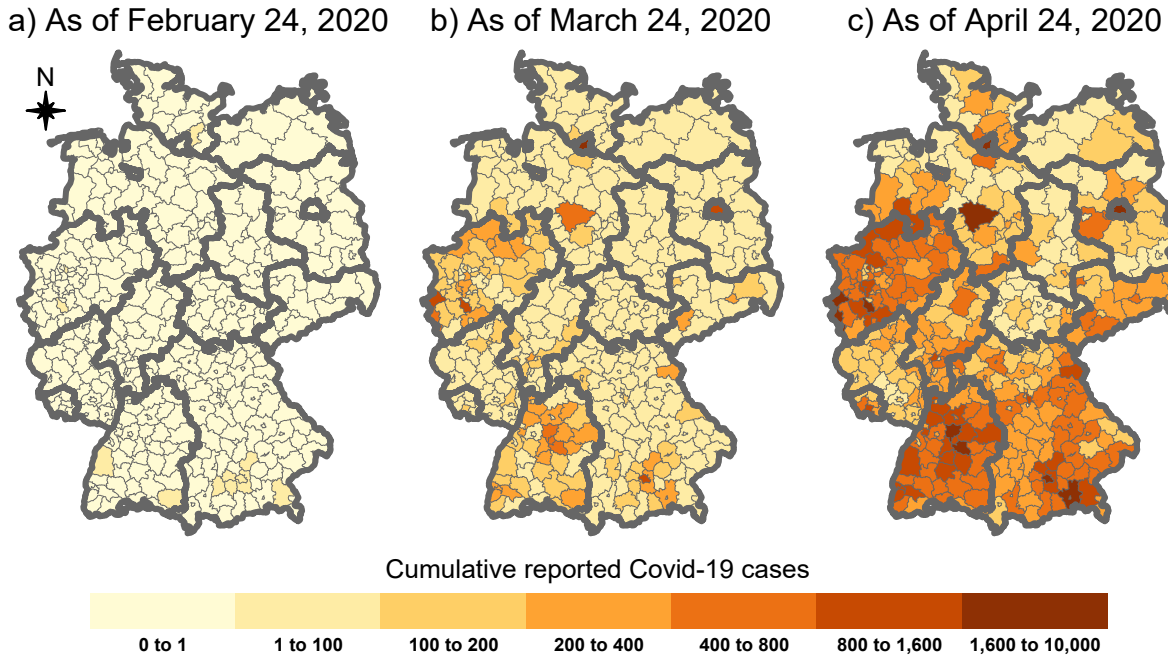 a) As of February 24, 2020 b) As of March 24, 2020 c) As of April 24, 2020
N
Cumulative reported Covid-19 cases
0 to 1 1 to 100 100 to 200 200 to 400 400 to 800 800 to 1,600 1,600 to 10,000